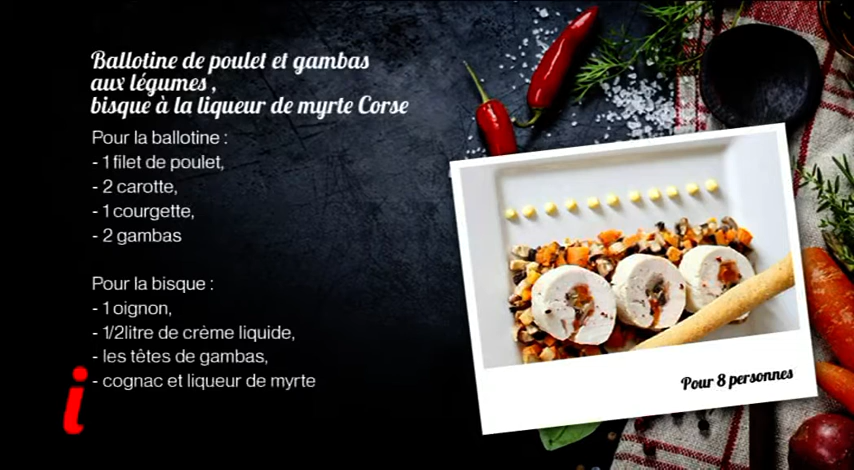 Ballotine de poulet et gambas
aux légumes ,
bisque à la liqueur de myrte Corse
Pour la ballotine :
- 1 filet de poulet,
- 2 carotte,
- 1 courgette,
- 2 gambas
Pour la bisque :
- 1 oignon,
- 1/2litre de crème liquide,
- les têtes de gambas,
- cognac et liqueur de myrte
i
Pour 8 personnes